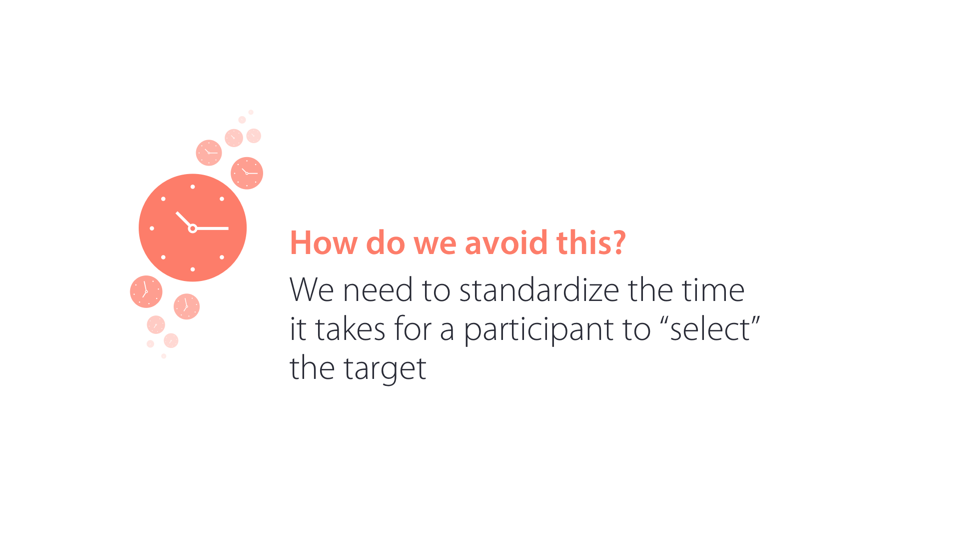 How do we avoid this?
We need to standardize the time
it takes for a participant to “select”
the target